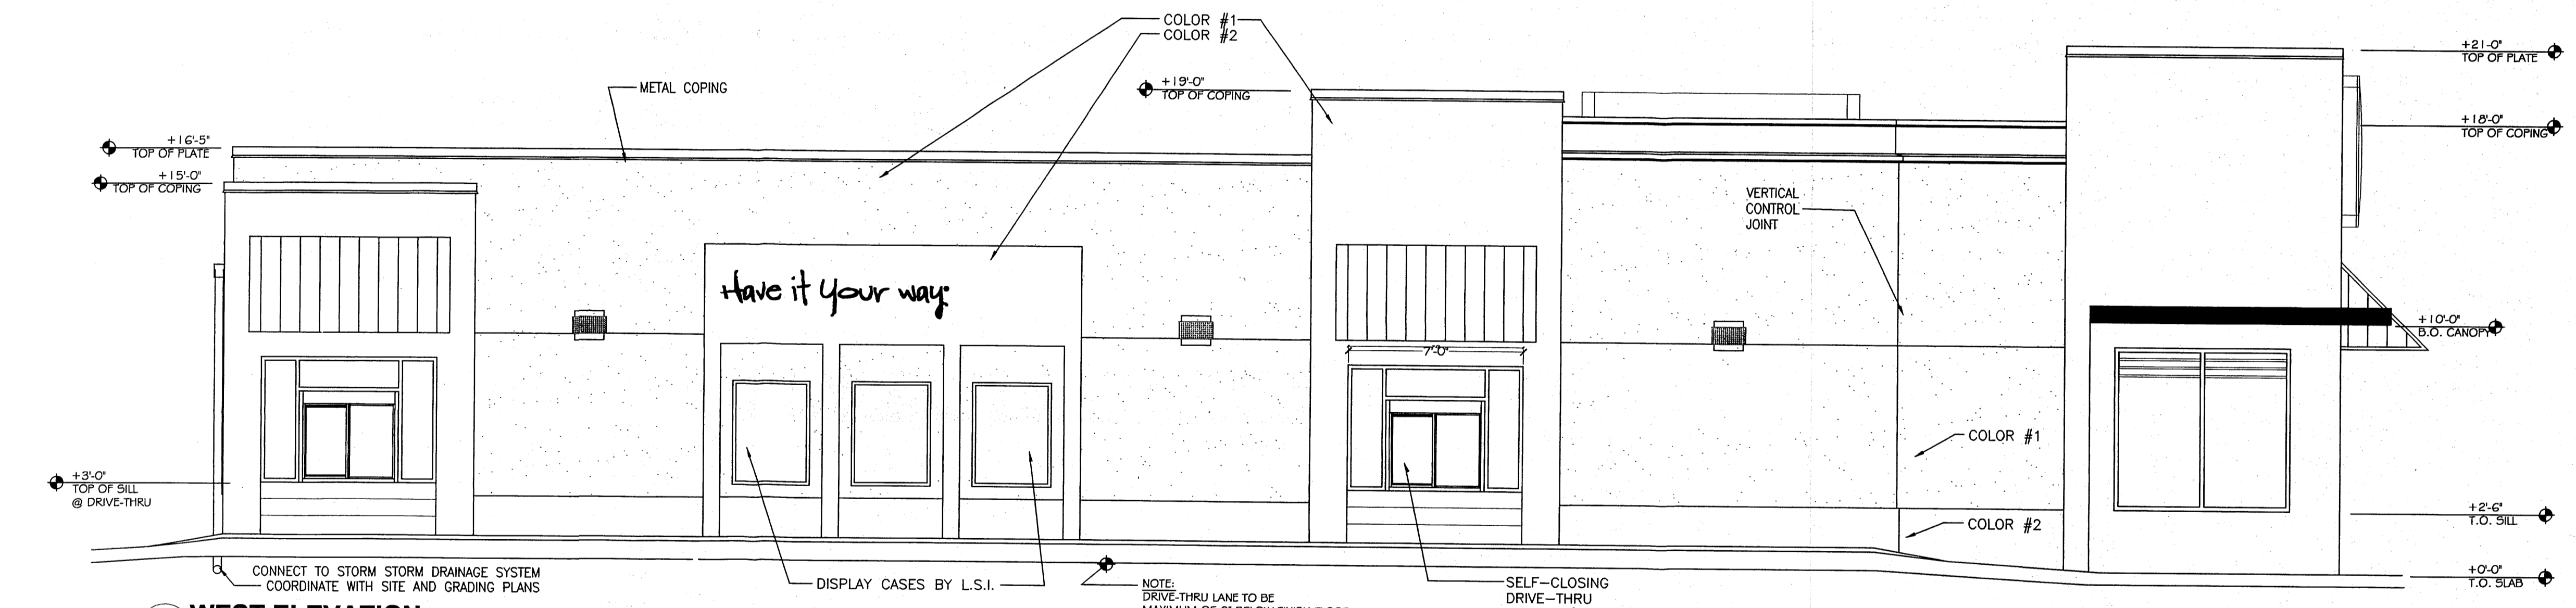 COLOR #1
COLOR #2
+21'-0"
TOP OF PLATE
METAL COPING
+19'-0"
TOP OF COPING
+18'-0"
TOP OF COPING
+16'-5"
TOP OF PLATE
+15'-0"
TOP OF COPING
VERTICAL
CONTROL
JOINT
Have it your way.
+10'-0"
B.O. CANOPY
7'-0"
COLOR #1
+3'-0"
TOP OF SILL
@ DRIVE-THRU
+2'-6"
T.O. SILL
COLOR #2
CONNECT TO STORM STORM DRAINAGE SYSTEM
COORDINATE WITH SITE AND GRADING PLANS
DISPLAY CASES BY L.S.I.
NOTE:
DRIVE-THRU LANE TO BE
SELF-CLOSING
DRIVE-THRU
+0'-0"
T.O. SLAB
WEST ELEVATION